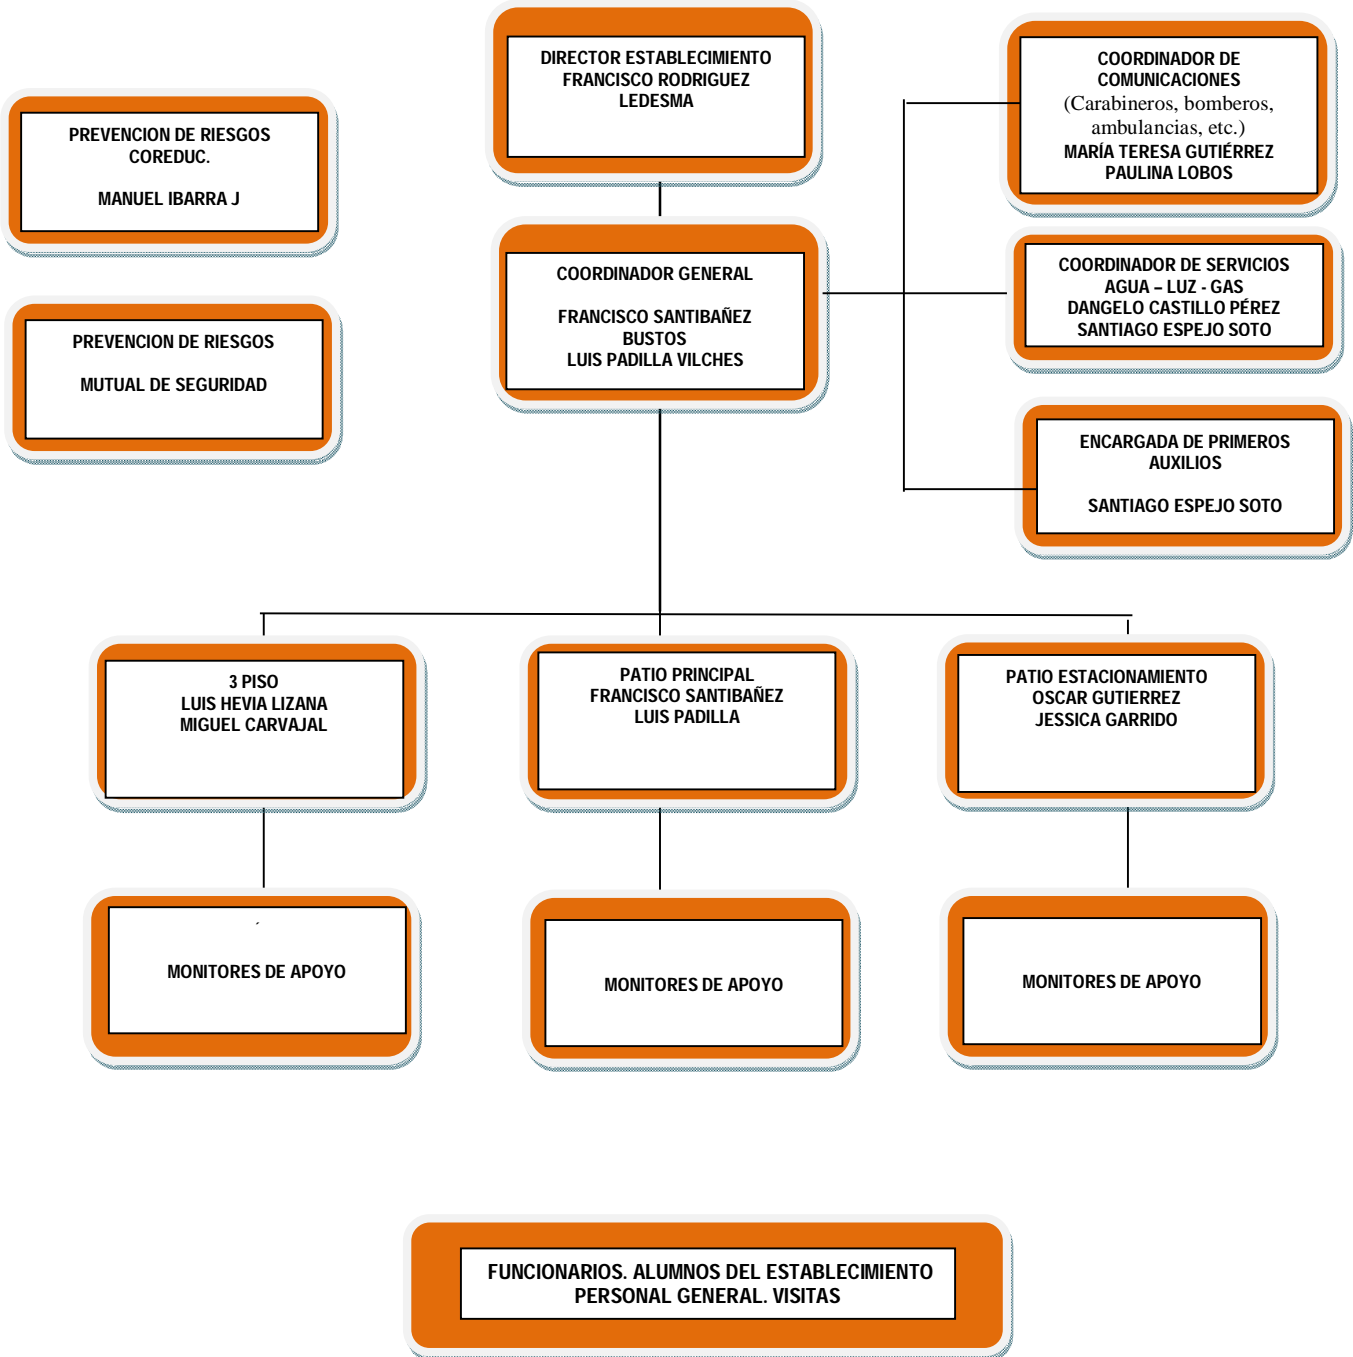 DIRECTOR ESTABLECIMIENTO
FRANCISCO RODRIGUEZ
LEDESMA
COORDINADOR DE
COMUNICACIONES
(Carabineros, bomberos,
ambulancias, etc.)
MARÍA TERESA GUTIÉRREZ
PAULINA LOBOS
PREVENCION DE RIESGOS
COREDUC.
MANUEL IBARRA J
COORDINADOR GENERAL
FRANCISCO SANTIBAÑEZ
BUSTOS
LUIS PADILLA VILCHES
COORDINADOR DE SERVICIOS
AGUA – LUZ - GAS
DANGELO CASTILLO PÉREZ
SANTIAGO ESPEJO SOTO
PREVENCION DE RIESGOS
MUTUAL DE SEGURIDAD
ENCARGADA DE PRIMEROS
AUXILIOS
SANTIAGO ESPEJO SOTO
3 PISO
LUIS HEVIA LIZANA
MIGUEL CARVAJAL
PATIO PRINCIPAL
FRANCISCO SANTIBAÑEZ
LUIS PADILLA
PATIO ESTACIONAMIENTO
OSCAR GUTIERREZ
JESSICA GARRIDO
´
MONITORES DE APOYO
MONITORES DE APOYO
MONITORES DE APOYO
FUNCIONARIOS. ALUMNOS DEL ESTABLECIMIENTO
PERSONAL GENERAL. VISITAS